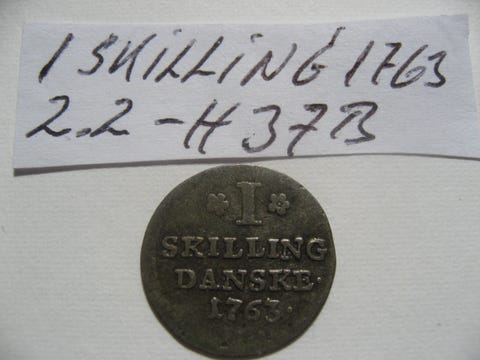 1 SKILLING 1763
2.2-H37B
I
SKILLING
DANSKE·
·1763·